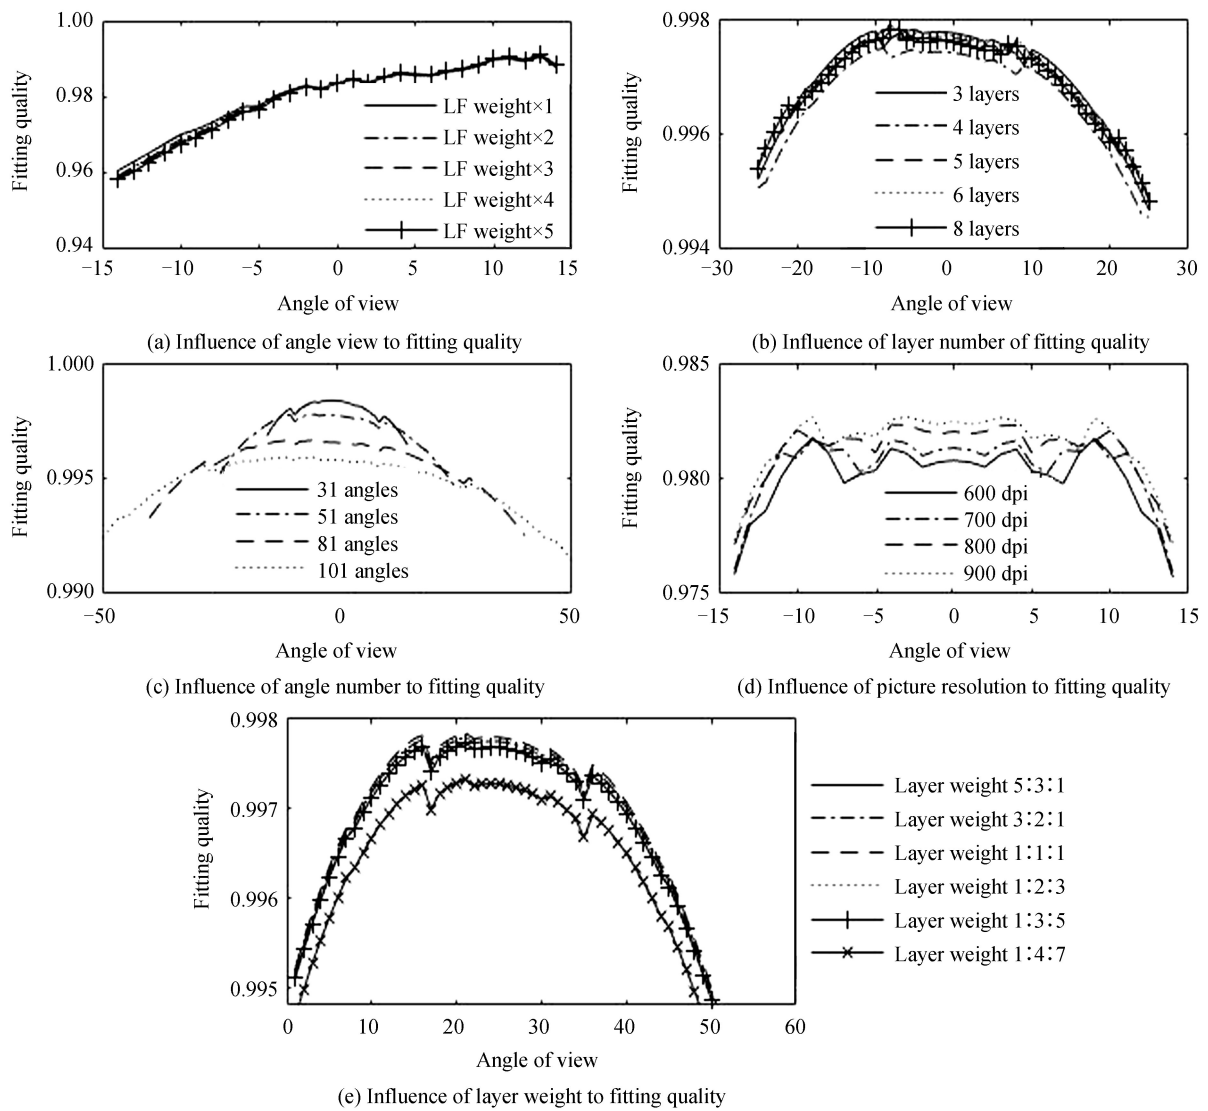 1.00
0.98
0.96
0.94
Fitting quality
LF weight×1
LF weight×2
LF weight×3
LF weight×4
LF weight×5
−15 −10 −5 0 5 10 15
Angle of view
(a) Influence of angle view to fitting quality
0.998
0.996
0.994
Fitting quality
3 layers
4 layers
5 layers
6 layers
8 layers
−30 −20 −10 0 10 20 30
Angle of view
(b) Influence of layer number of fitting quality
1.000
0.995
0.990
Fitting quality
31 angles
51 angles
81 angles
101 angles
−50 0 50
Angle of view
(c) Influence of angle number to fitting quality
0.985
0.980
0.975
Fitting quality
600 dpi
700 dpi
800 dpi
900 dpi
−15 −10 −5 0 5 10 15
Angle of view
(d) Influence of picture resolution to fitting quality
0.998
0.997
0.996
0.995
Fitting quality
0 10 20 30 40 50 60
Angle of view
Layer weight 5∶3∶1
Layer weight 3∶2∶1
Layer weight 1∶1∶1
Layer weight 1∶2∶3
Layer weight 1∶3∶5
Layer weight 1∶4∶7
(e) Influence of layer weight to fitting quality